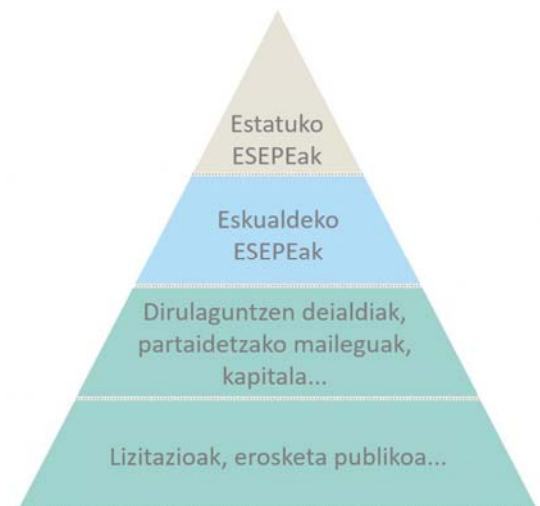 Estatuko
ESEPEak
Eskualdeko
ESEPEak
Dirulaguntzen deialdiak,
partaidetzako maileguak,
kapitala...
Lizitazioak, erosketa publikoa...